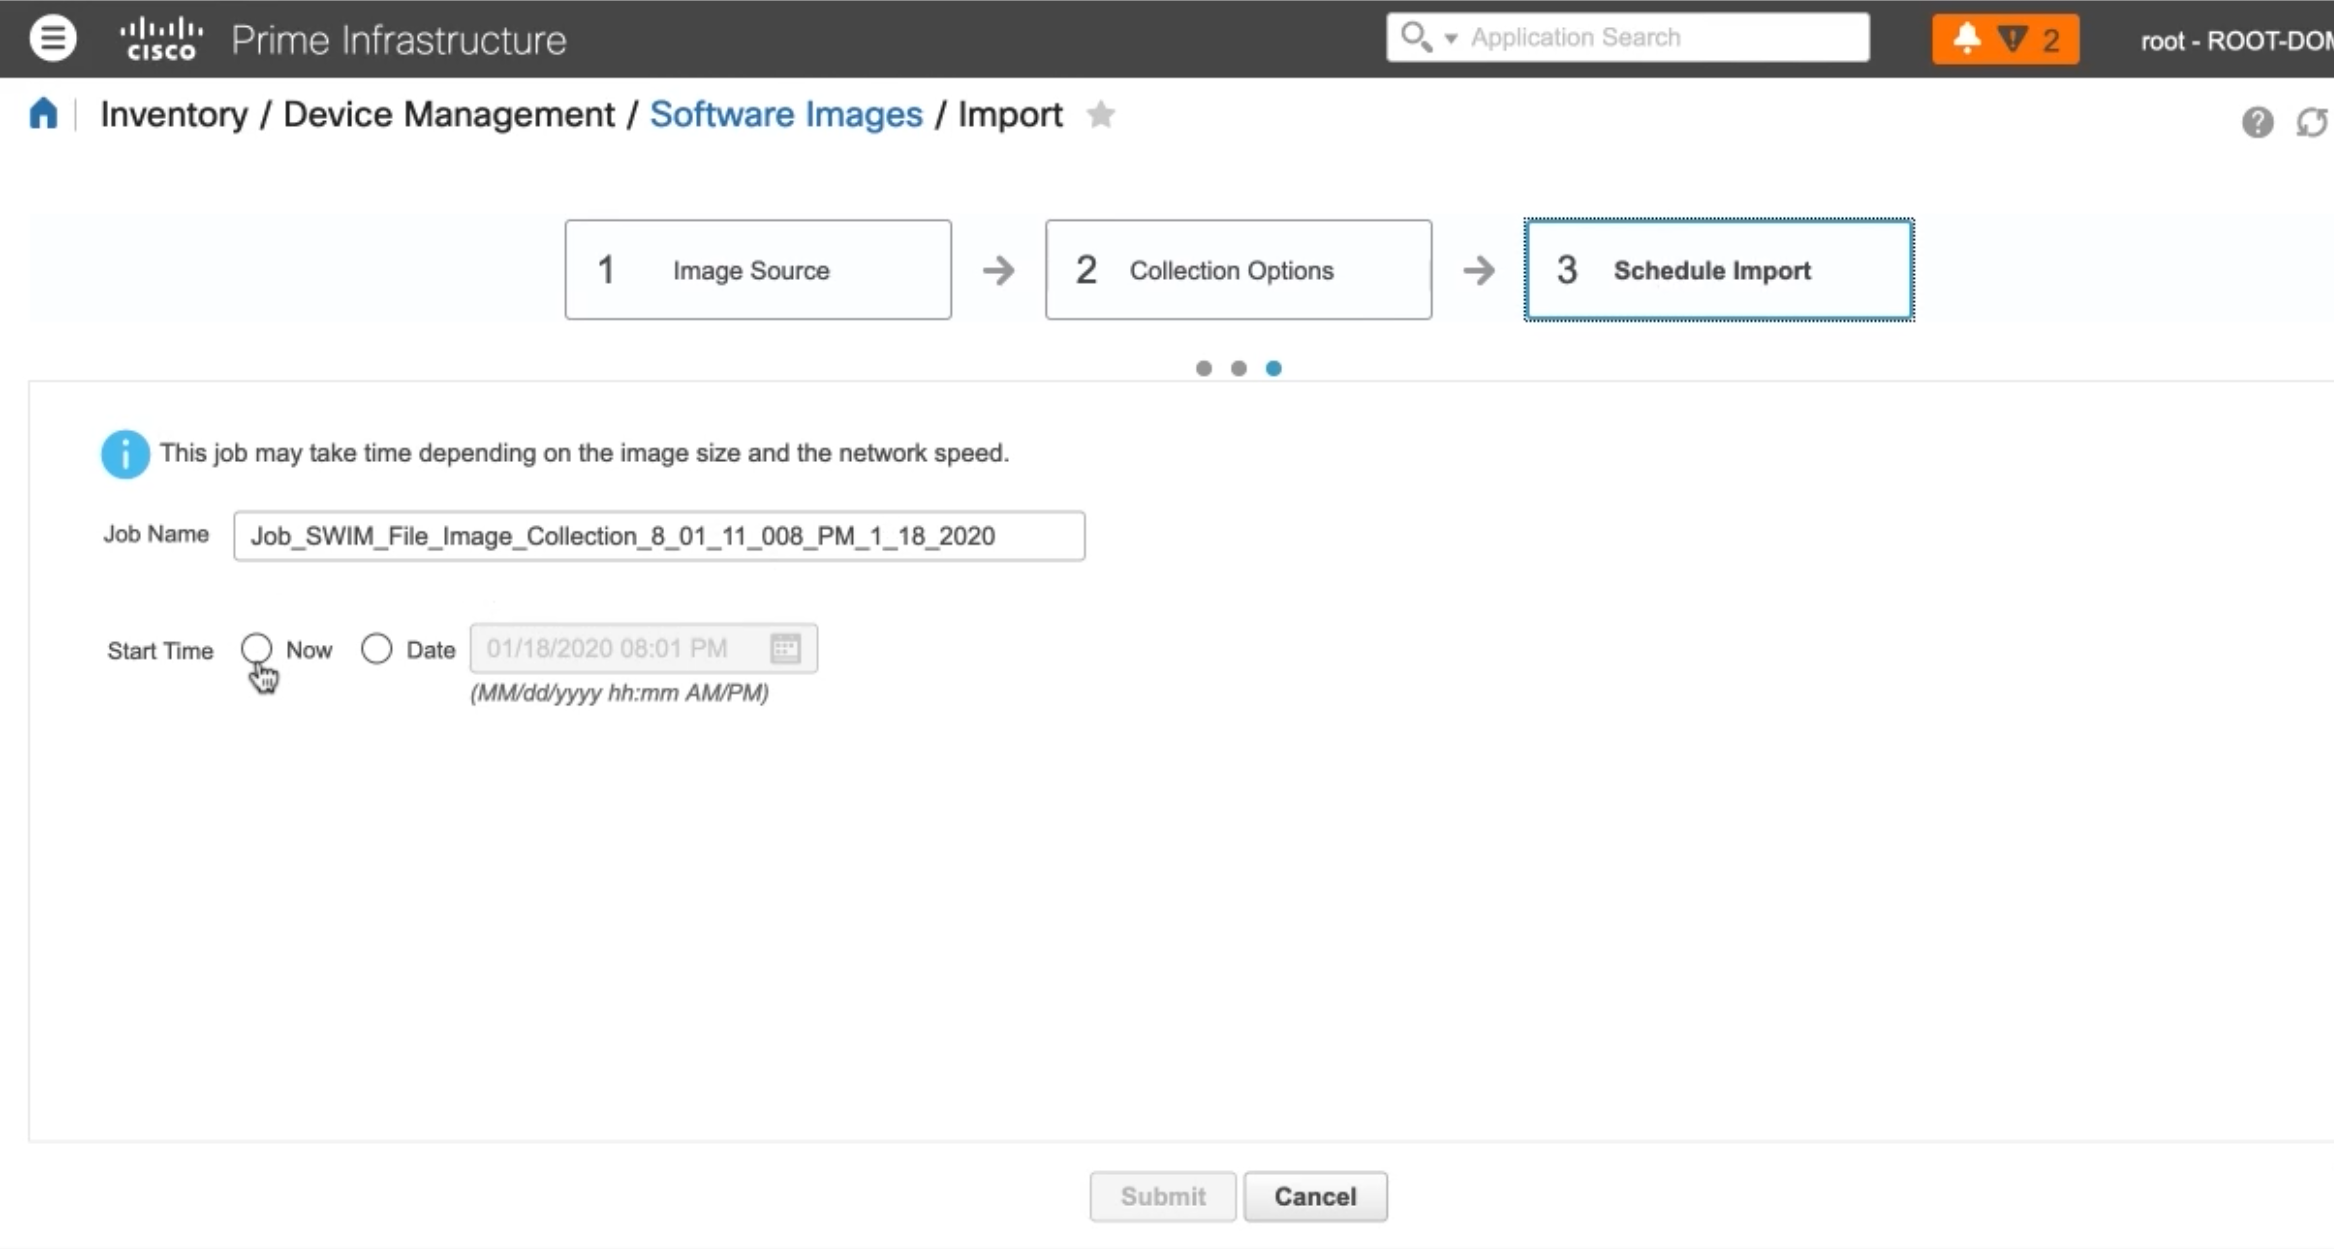 cisco Prime Infrastructure Application Search 2 root - ROOT-DOM
Inventory / Device Management / Software Images / Import
1 Image Source 2 Collection Options 3 Schedule Import
This job may take time depending on the image size and the network speed.
Job Name Job_SWIM_File_Image_Collection_8_01_11_008_PM_1_18_2020
Start Time Now Date 01/18/2020 08:01 PM
(MM/dd/yyyy hh:mm AM/PM)
Submit Cancel